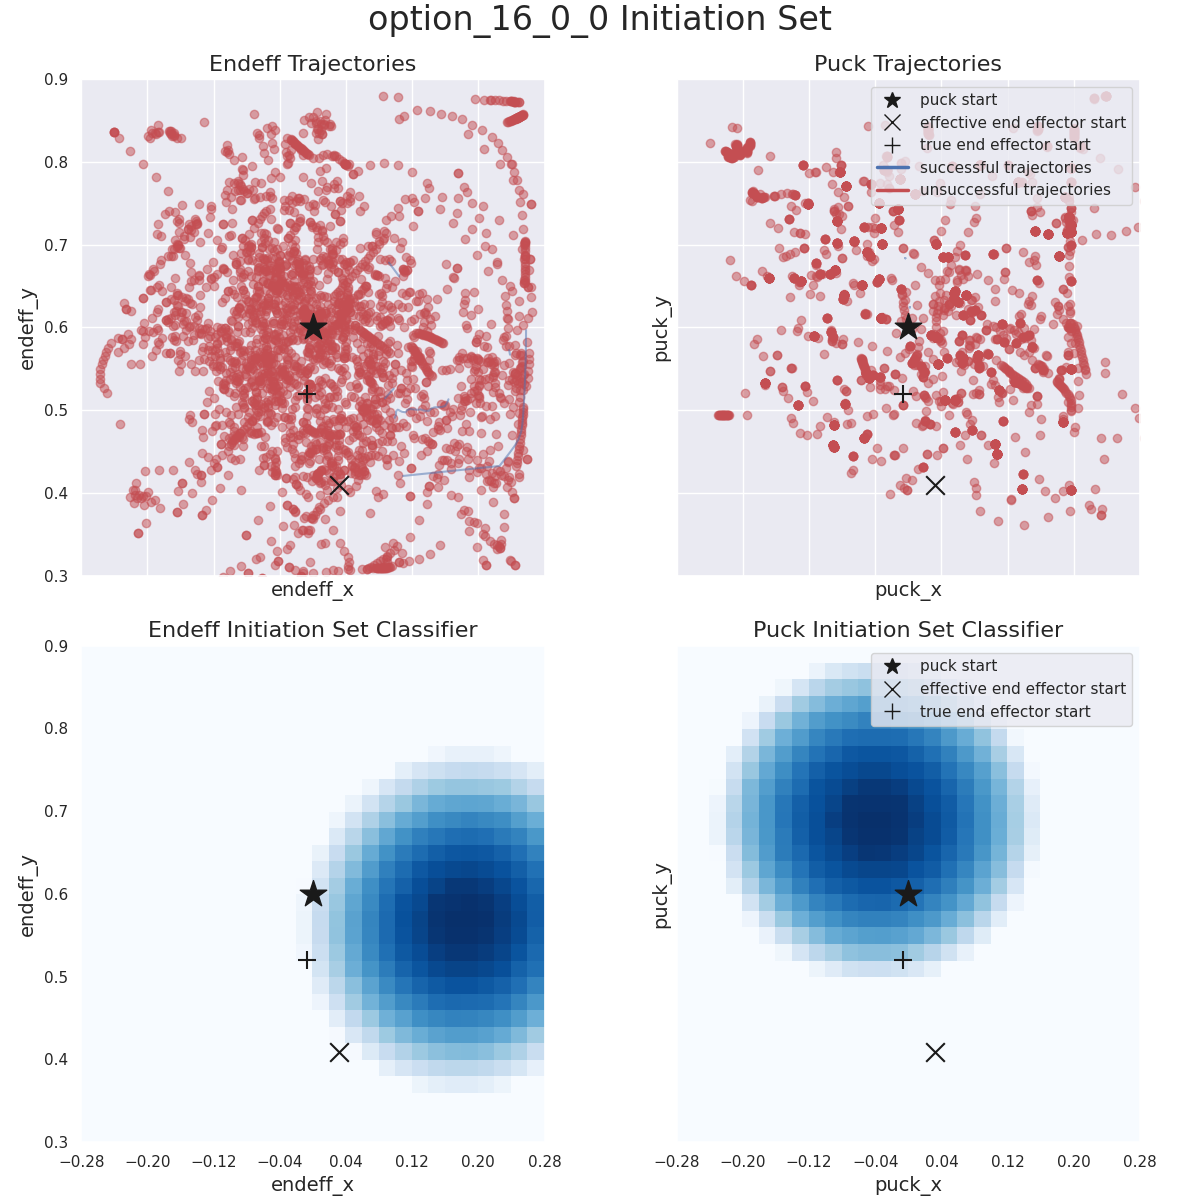 option_16_0_0 Initiation Set
Endeff Trajectories
endeff_y
0.9
0.8
0.7
0.6
0.5
0.4
0.3
endeff_x
Puck Trajectories
puck_y
puck start
effective end effector start
true end effector start
successful trajectories
unsuccessful trajectories
puck_x
Endeff Initiation Set Classifier
endeff_y
0.9
0.8
0.7
0.6
0.5
0.4
0.3
−0.28 −0.20 −0.12 −0.04 0.04 0.12 0.20 0.28
endeff_x
Puck Initiation Set Classifier
puck_y
puck start
effective end effector start
true end effector start
−0.28 −0.20 −0.12 −0.04 0.04 0.12 0.20 0.28
puck_x